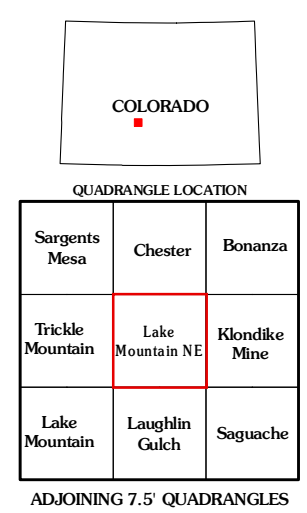 COLORADO
QUADRANGLE LOCATION
Sargents
Mesa
Chester
Bonanza
Trickle
Mountain
Lake
Mountain NE
Klondike
Mine
Lake
Mountain
Laughlin
Gulch
Saguache
ADJOINING 7.5' QUADRANGLES